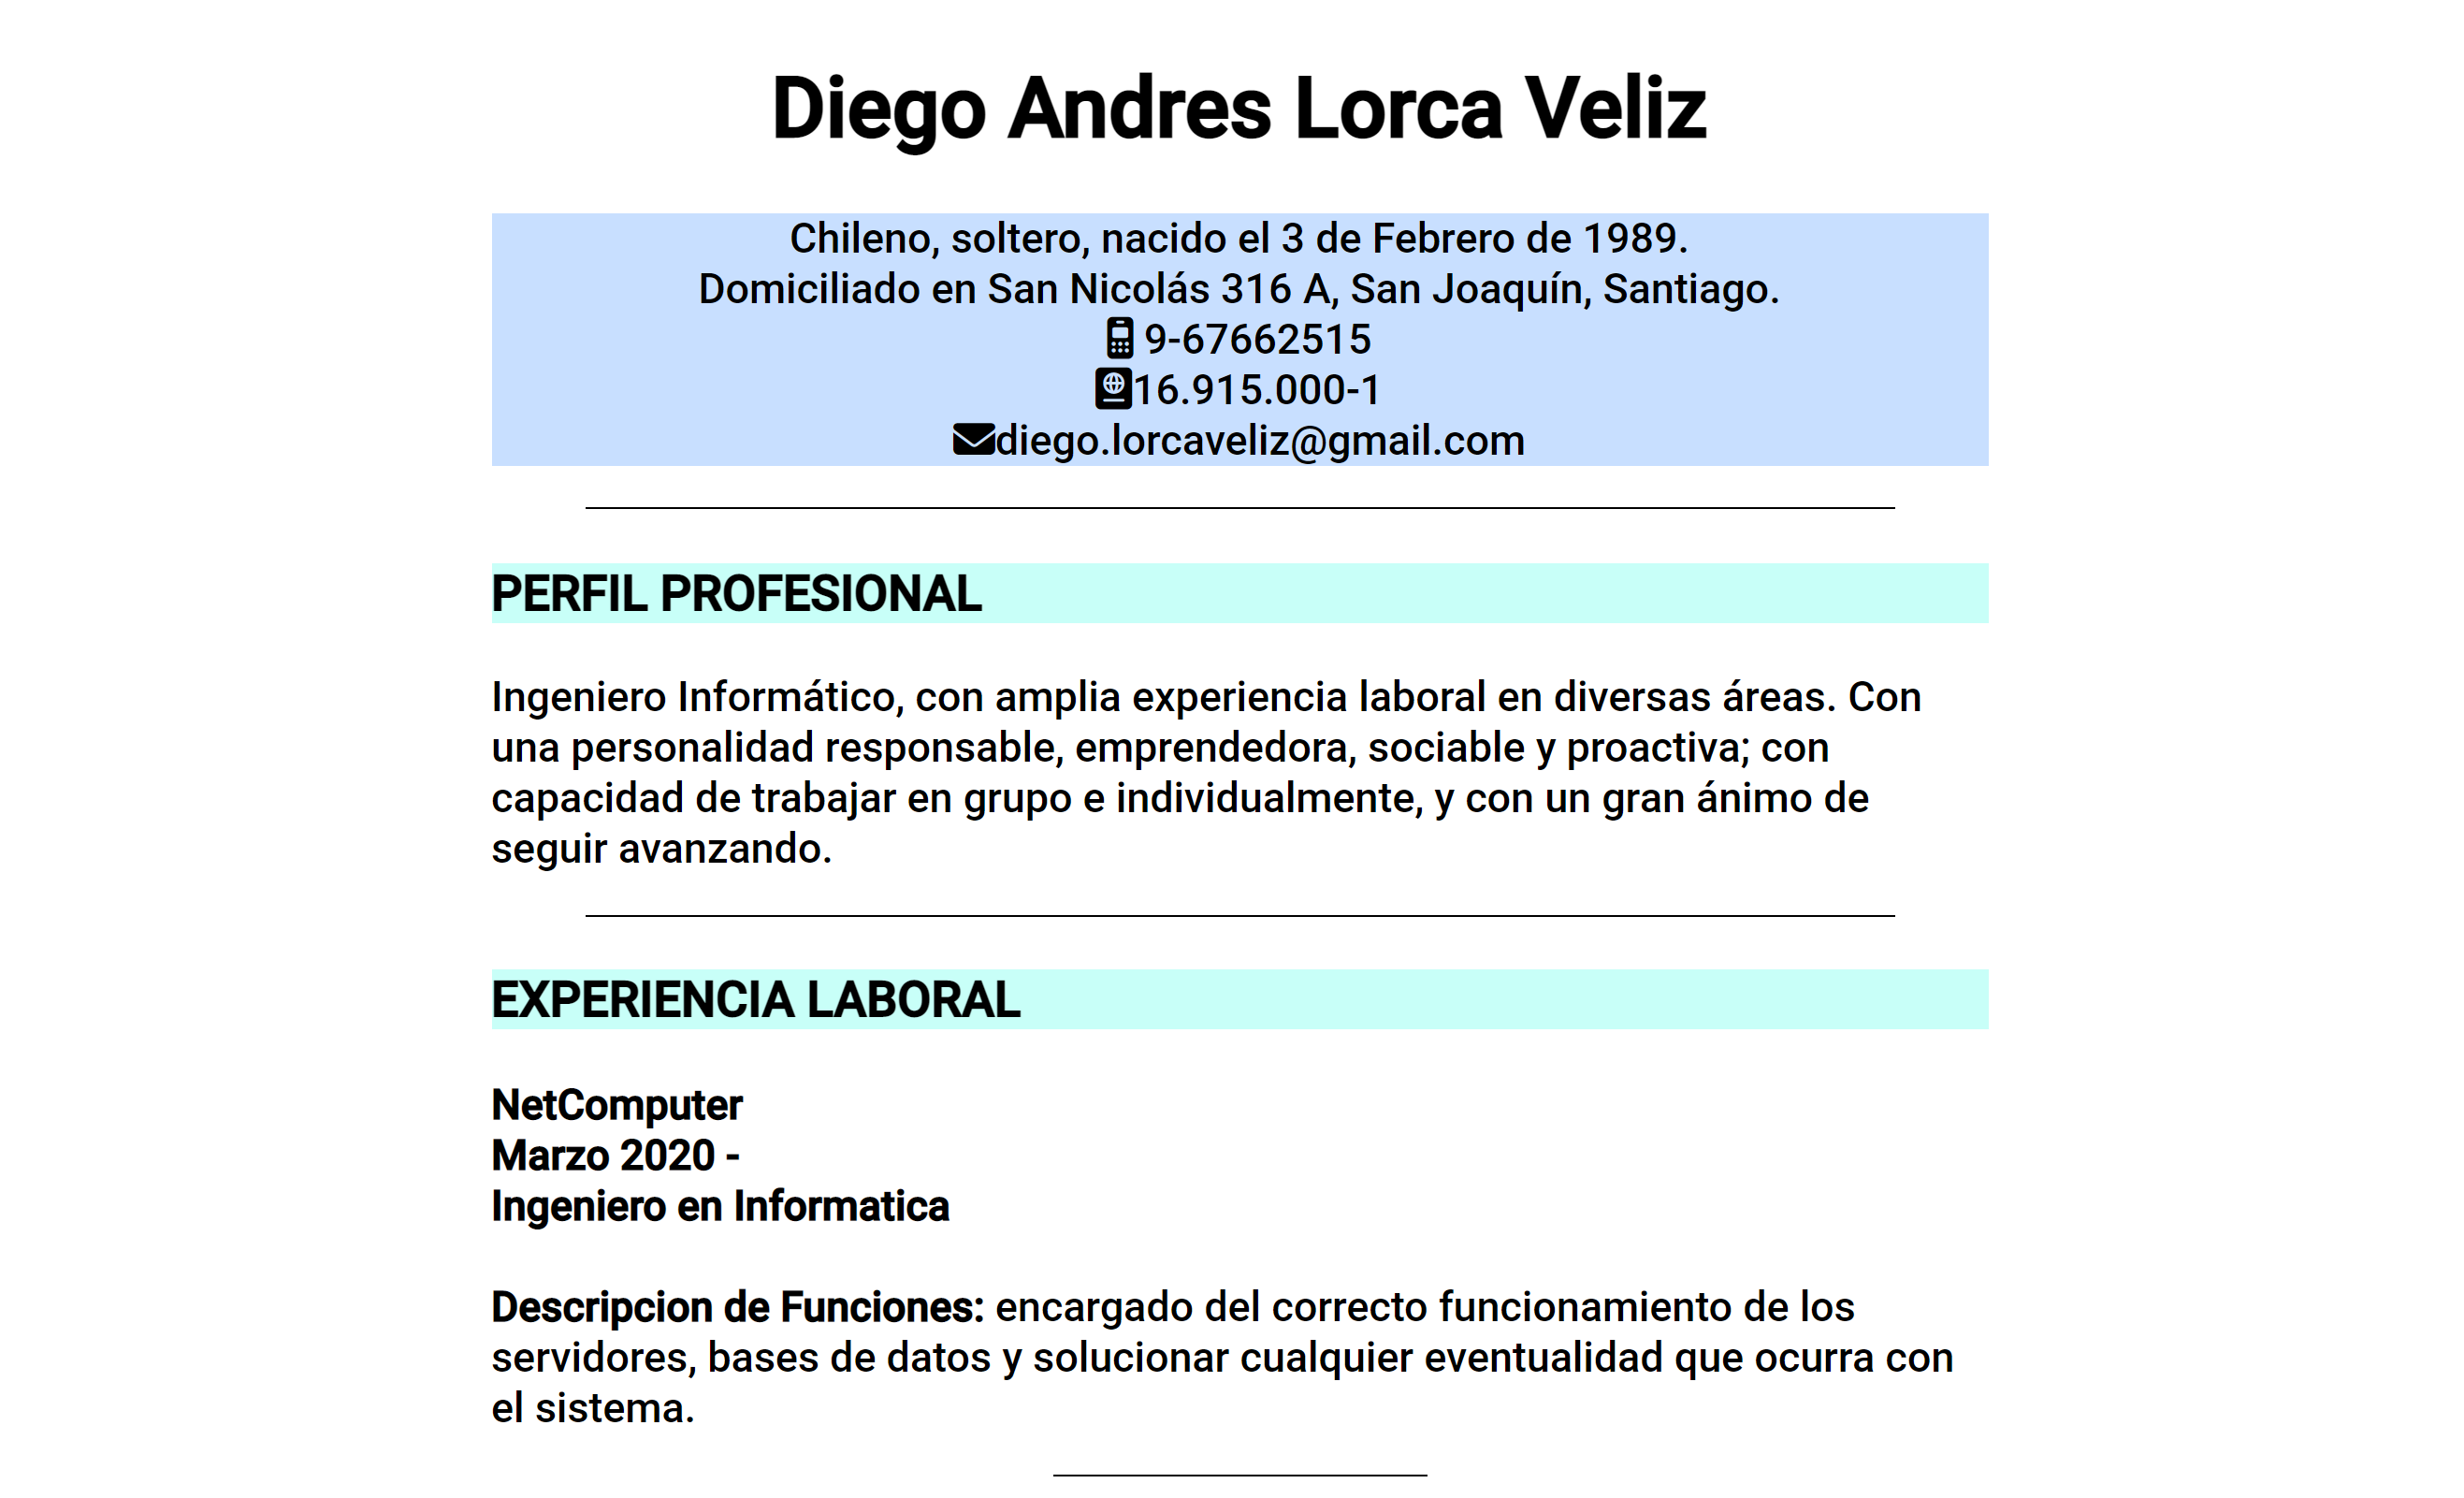 Diego Andres Lorca Veliz
Chileno, soltero, nacido el 3 de Febrero de 1989.
Domiciliado en San Nicolás 316 A, San Joaquín, Santiago.
9-67662515
16.915.000-1
diego.lorcaveliz@gmail.com
PERFIL PROFESIONAL
Ingeniero Informático, con amplia experiencia laboral en diversas áreas. Con
una personalidad responsable, emprendedora, sociable y proactiva; con
capacidad de trabajar en grupo e individualmente, y con un gran ánimo de
seguir avanzando.
EXPERIENCIA LABORAL
NetComputer
Marzo 2020 -
Ingeniero en Informatica
Descripcion de Funciones: encargado del correcto funcionamiento de los
servidores, bases de datos y solucionar cualquier eventualidad que ocurra con
el sistema.